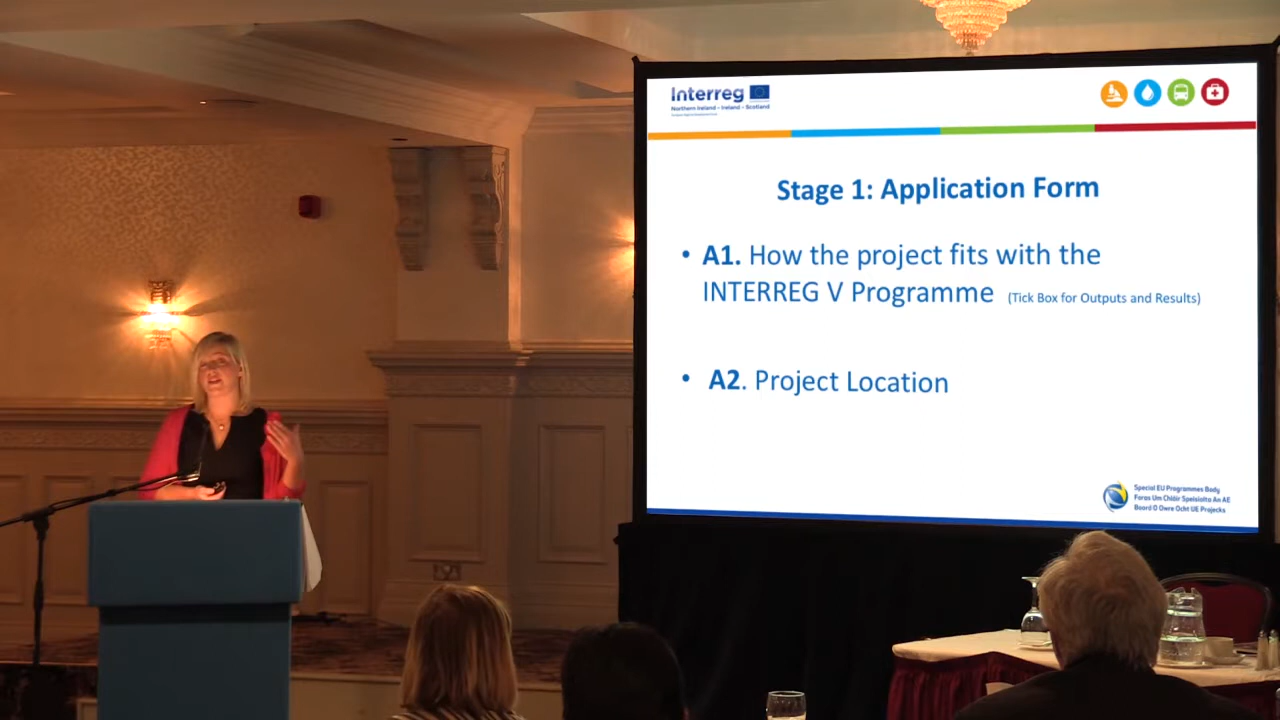 Interreg
Northern Ireland - Ireland - Scotland
Stage 1: Application Form
• A1. How the project fits with the
INTERREG V Programme (Tick Box for Outputs and Results)
• A2. Project Location
Special EU Programmes Body
Foras Um Chláir Speisialta An AE
Boord O Owre Ocht UE Projecks